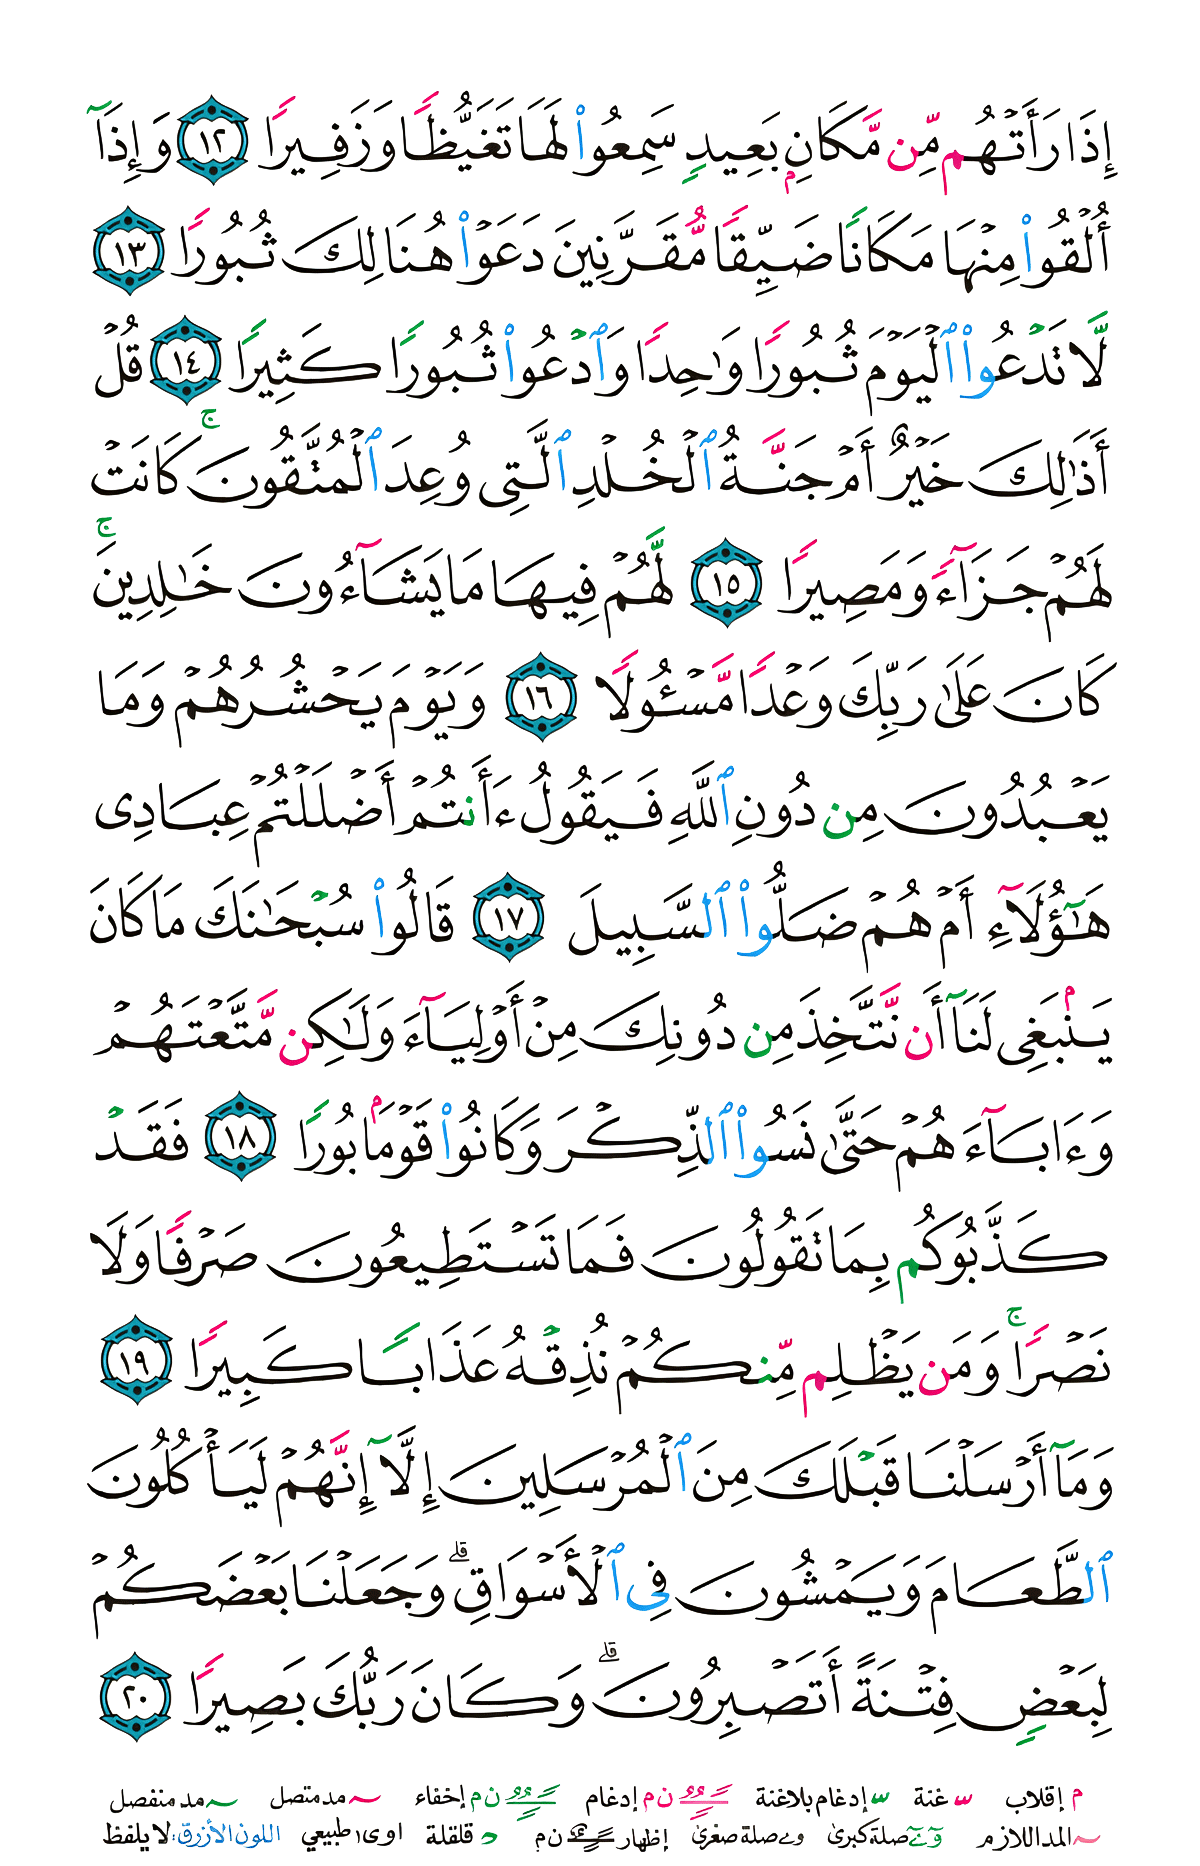 إِذَا رَأَتْهُم مِّن مَّكَانِۭ بَعِيدٍ سَمِعُوا۟ لَهَا تَغَيُّظًا وَزَفِيرًا ١٢ وَإِذَآ
أُلْقُوا۟ مِنْهَا مَكَانًا ضَيِّقًا مُّقَرَّنِينَ دَعَوْا۟ هُنَالِكَ ثُبُورًا ١٣
لَّا تَدْعُوا۟ ٱلْيَوْمَ ثُبُورًا وَٰحِدًا وَٱدْعُوا۟ ثُبُورًا كَثِيرًا ١٤ قُلْ
أَذَٰلِكَ خَيْرٌ أَمْ جَنَّةُ ٱلْخُلْدِ ٱلَّتِى وُعِدَ ٱلْمُتَّقُونَ ۚ كَانَتْ
لَهُمْ جَزَآءً وَمَصِيرًا ١٥ لَّهُمْ فِيهَا مَا يَشَآءُونَ خَٰلِدِينَ ۚ
كَانَ عَلَىٰ رَبِّكَ وَعْدًا مَّسْـُٔولًا ١٦ وَيَوْمَ يَحْشُرُهُمْ وَمَا
يَعْبُدُونَ مِن دُونِ ٱللَّهِ فَيَقُولُ ءَأَنتُمْ أَضْلَلْتُمْ عِبَادِى
هَٰٓؤُلَآءِ أَمْ هُمْ ضَلُّوا۟ ٱلسَّبِيلَ ١٧ قَالُوا۟ سُبْحَٰنَكَ مَا كَانَ
يَنۢبَغِى لَنَآ أَن نَّتَّخِذَ مِن دُونِكَ مِنْ أَوْلِيَآءَ وَلَٰكِن مَّتَّعْتَهُمْ
وَءَابَآءَهُمْ حَتَّىٰ نَسُوا۟ ٱلذِّكْرَ وَكَانُوا۟ قَوْمًۢا بُورًا ١٨ فَقَدْ
كَذَّبُوكُم بِمَا تَقُولُونَ فَمَا تَسْتَطِيعُونَ صَرْفًا وَلَا
نَصْرًا ۚ وَمَن يَظْلِم مِّنكُمْ نُذِقْهُ عَذَابًا كَبِيرًا ١٩
وَمَآ أَرْسَلْنَا قَبْلَكَ مِنَ ٱلْمُرْسَلِينَ إِلَّآ إِنَّهُمْ لَيَأْكُلُونَ
ٱلطَّعَامَ وَيَمْشُونَ فِى ٱلْأَسْوَاقِ ۗ وَجَعَلْنَا بَعْضَكُمْ
لِبَعْضٍ فِتْنَةً أَتَصْبِرُونَ ۗ وَكَانَ رَبُّكَ بَصِيرًا ٢٠
م إقلاب غنة إدغام بلاغنة ن م إدغام ن م إخفاء مد متصل مد منفصل
المد اللازم صلة كبرى و ے صلة صغرى إظهار ن م قلقلة ا و ى طبيعي اللون الأزرق: لا يلفظ